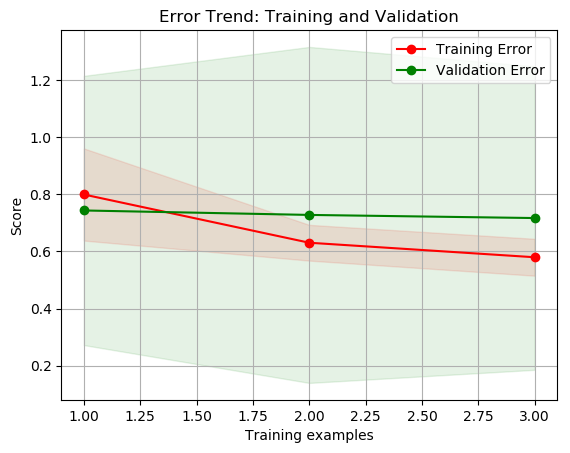 Error Trend: Training and Validation
Training Error
Validation Error
Score
1.2
1.0
0.8
0.6
0.4
0.2
1.00 1.25 1.50 1.75 2.00 2.25 2.50 2.75 3.00
Training examples